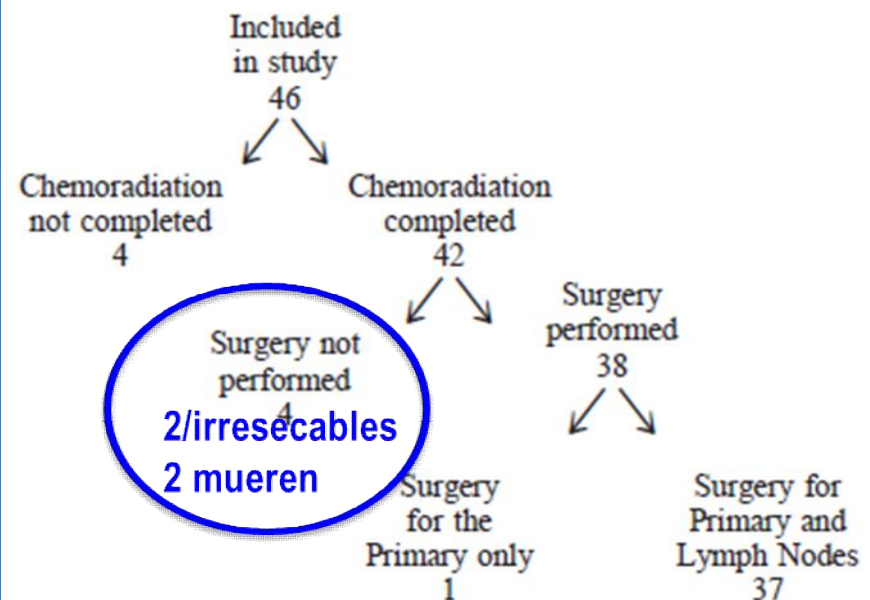 Included
in study
46
Chemoradiation
not completed
4
Chemoradiation
completed
42
Surgery not
performed
4
2/irresecables
2 mueren
Surgery
performed
38
Surgery
for the
Primary only
1
Surgery for
Primary and
Lymph Nodes
37